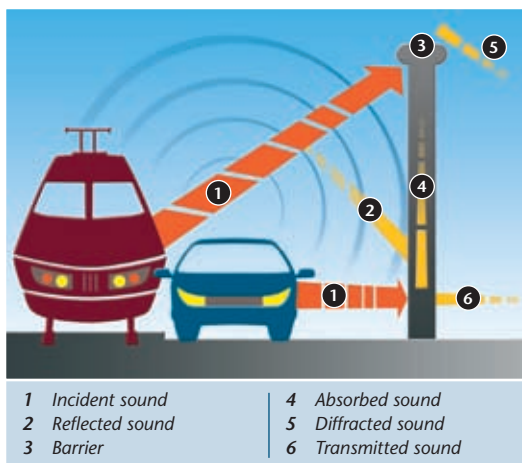 3
5
4
1
2
1
6
1 Incident sound
2 Reflected sound
3 Barrier
4 Absorbed sound
5 Diffracted sound
6 Transmitted sound